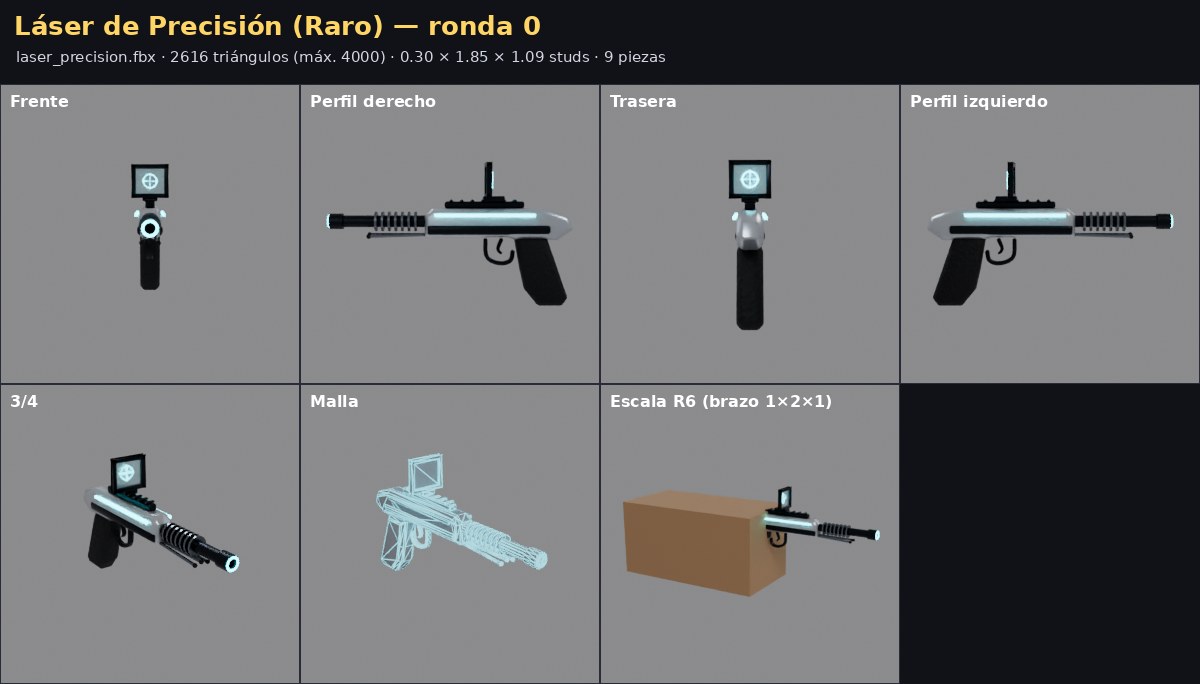 Láser de Precisión (Raro) — ronda 0
laser_precision.fbx · 2616 triángulos (máx. 4000) · 0.30 × 1.85 × 1.09 studs · 9 piezas
Frente
Perfil derecho
Trasera
Perfil izquierdo
3/4
Malla
Escala R6 (brazo 1×2×1)